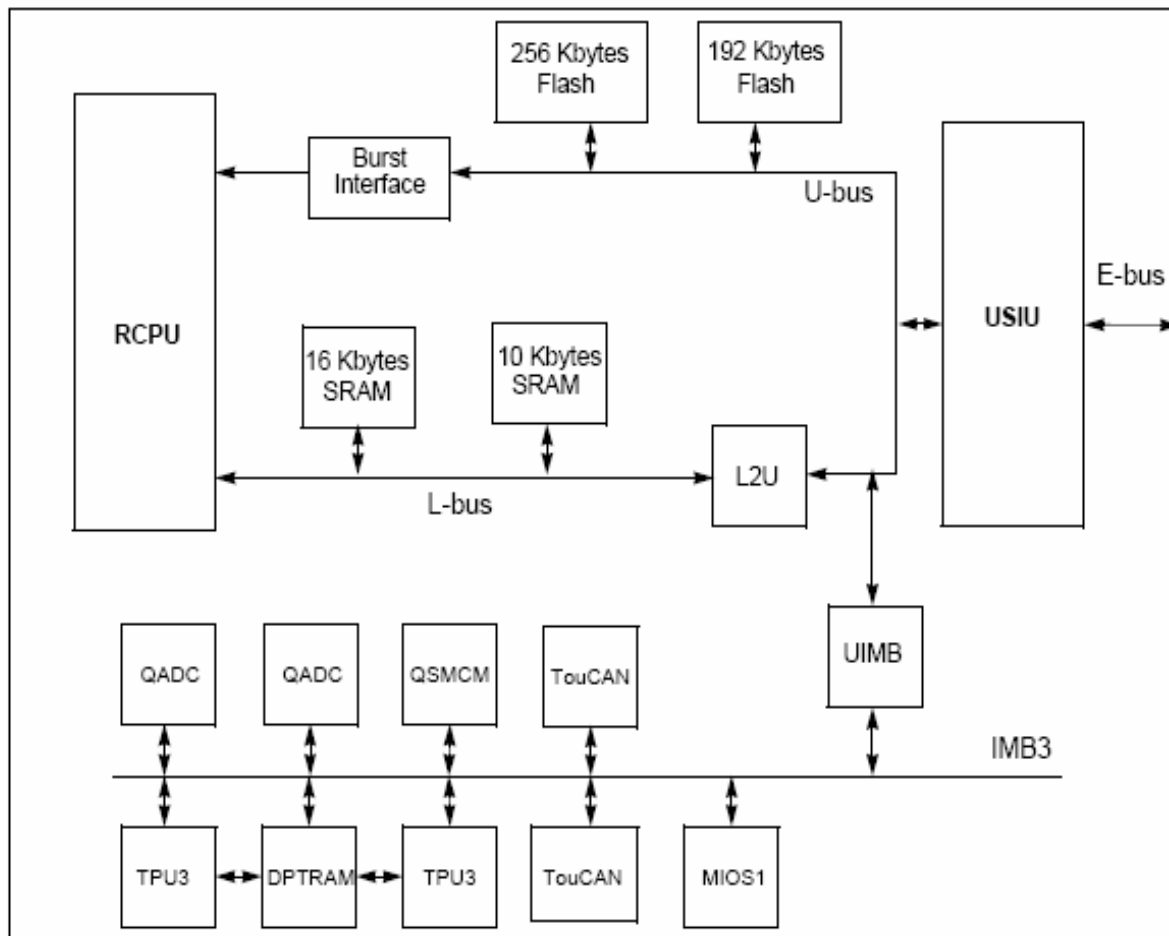 256 Kbytes
Flash
192 Kbytes
Flash
Burst
Interface
U-bus
RCPU
USIU
E-bus
16 Kbytes
SRAM
10 Kbytes
SRAM
L2U
L-bus
UIMB
QADC
QADC
QSMCM
TouCAN
IMB3
TPU3
DPTRAM
TPU3
TouCAN
MIOS1